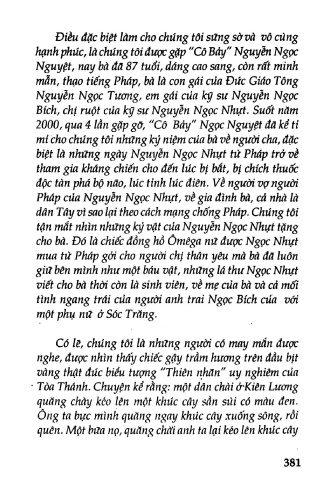 Điều đặc biệt làm cho chúng tôi sững sờ và vô cùng
hạnh phúc, là chúng tôi được gặp "Cô Bảy" Nguyễn Ngọc
Nguyệt, nay bà đã 87 tuổi, dáng cao sang, còn rất minh
mẫn, thạo tiếng Pháp, bà là con gái của Đức Giáo Tông
Nguyễn Ngọc Tương, em gái của kỹ sư Nguyễn Ngọc
Bích, chị ruột của kỹ sư Nguyễn Ngọc Nhựt. Suốt năm
2000, qua 4 lần gặp gỡ, "Cô Bảy" Ngọc Nguyệt đã kể tỉ
mỉ cho chúng tôi những kỷ niệm của bà về người cha, đặc
biệt là những ngày Nguyễn Ngọc Nhựt từ Pháp trở về
tham gia kháng chiến cho đến lúc bị bắt, bị chích thuốc
độc tàn phá bộ não, lúc tỉnh lúc điên. Về người vợ người
Pháp của Nguyễn Ngọc Nhựt, về gia đình bà, cả nhà là
dân Tây vì sao lại theo cách mạng chống Pháp. Chúng tôi
tận mắt nhìn những kỷ vật của Nguyễn Ngọc Nhựt tặng
cho bà. Đó là chiếc đồng hồ Ômêga nữ được Ngọc Nhựt
mua từ Pháp gởi cho người chị thân yêu mà bà đã luôn
giữ bên mình như một báu vật, những lá thư Ngọc Nhựt
viết cho bà thời còn là sinh viên, về mẹ của bà và cả mối
tình ngang trái của người anh trai Ngọc Bích của với
một phụ nữ ở Sóc Trăng.
Có lẽ, chúng tôi là những người có may mắn được
nghe, được nhìn thấy chiếc gậy trầm hương trên đầu bịt
vàng thật đúc biểu tượng "Thiên nhãn" uy nghiêm của
Tòa Thánh. Chuyện kể rằng: một dân chài ở Kiên Lương
quăng chày kéo lên một khúc cây sần sùi có màu đen.
Ông ta bực mình quăng ngay khúc cây xuống sông, rồi
quên. Một bữa nọ, quăng chài anh ta lại kéo lên khúc cây
381